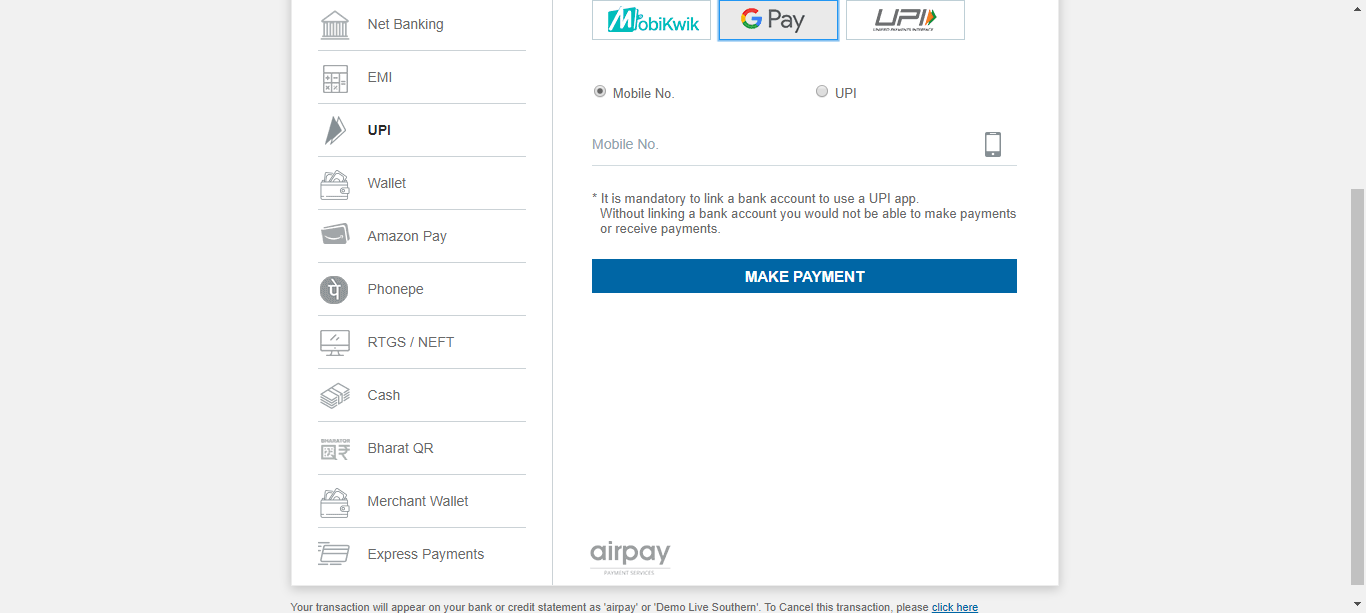 Net Banking
EMI
UPI
Wallet
Amazon Pay
Phonepe
RTGS / NEFT
Cash
BHARATQR
Bharat QR
Merchant Wallet
Express Payments
MobiKwik
G Pay
UPI
UNIFIED PAYMENTS INTERFACE
Mobile No.
UPI
Mobile No.
* It is mandatory to link a bank account to use a UPI app.
Without linking a bank account you would not be able to make payments
or receive payments.
MAKE PAYMENT
airpay
PAYMENT SERVICES
Your transaction will appear on your bank or credit statement as 'airpay' or 'Demo Live Southern'. To Cancel this transaction, please click here